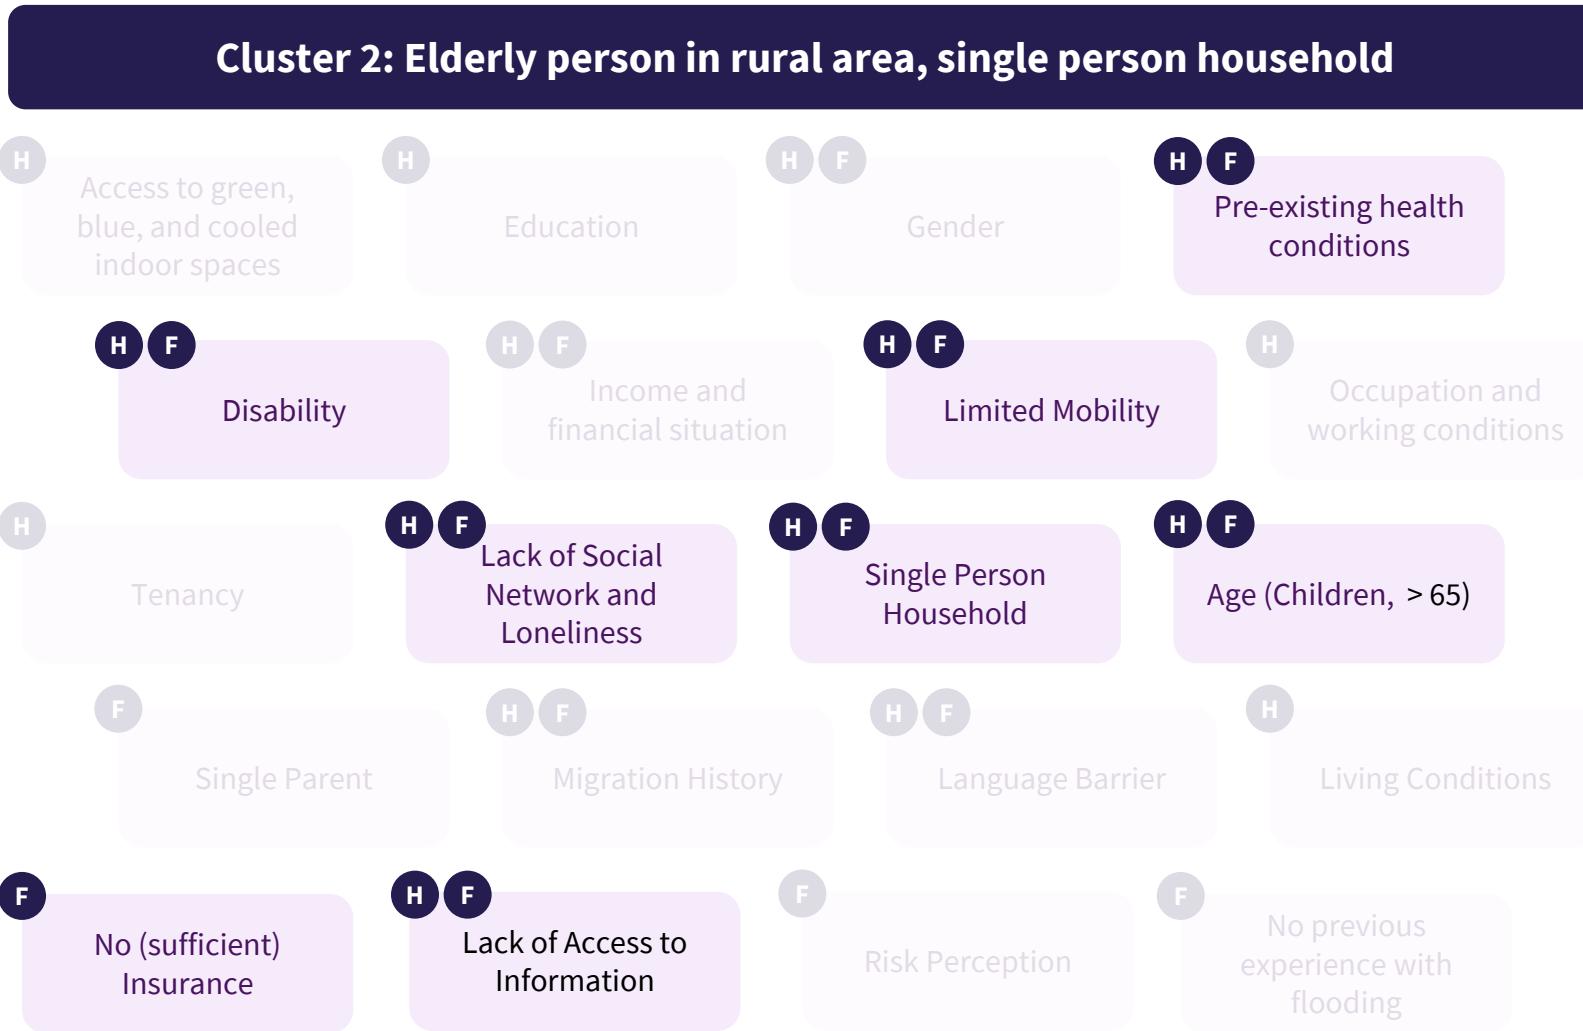 Cluster 2: Elderly person in rural area, single person household
H
Access to green,
blue, and cooled
indoor spaces
H
Education
H F
Gender
H F
Pre-existing health
conditions
H F
Disability
H F
Income and
financial situation
H F
Limited Mobility
H
Occupation and
working conditions
H
Tenancy
H F
Lack of Social
Network and
Loneliness
H F
Single Person
Household
H F
Age (Children, > 65)
F
Single Parent
H F
Migration History
H F
Language Barrier
H
Living Conditions
F
No (sufficient)
Insurance
H F
Lack of Access to
Information
F
Risk Perception
F
No previous
experience with
flooding